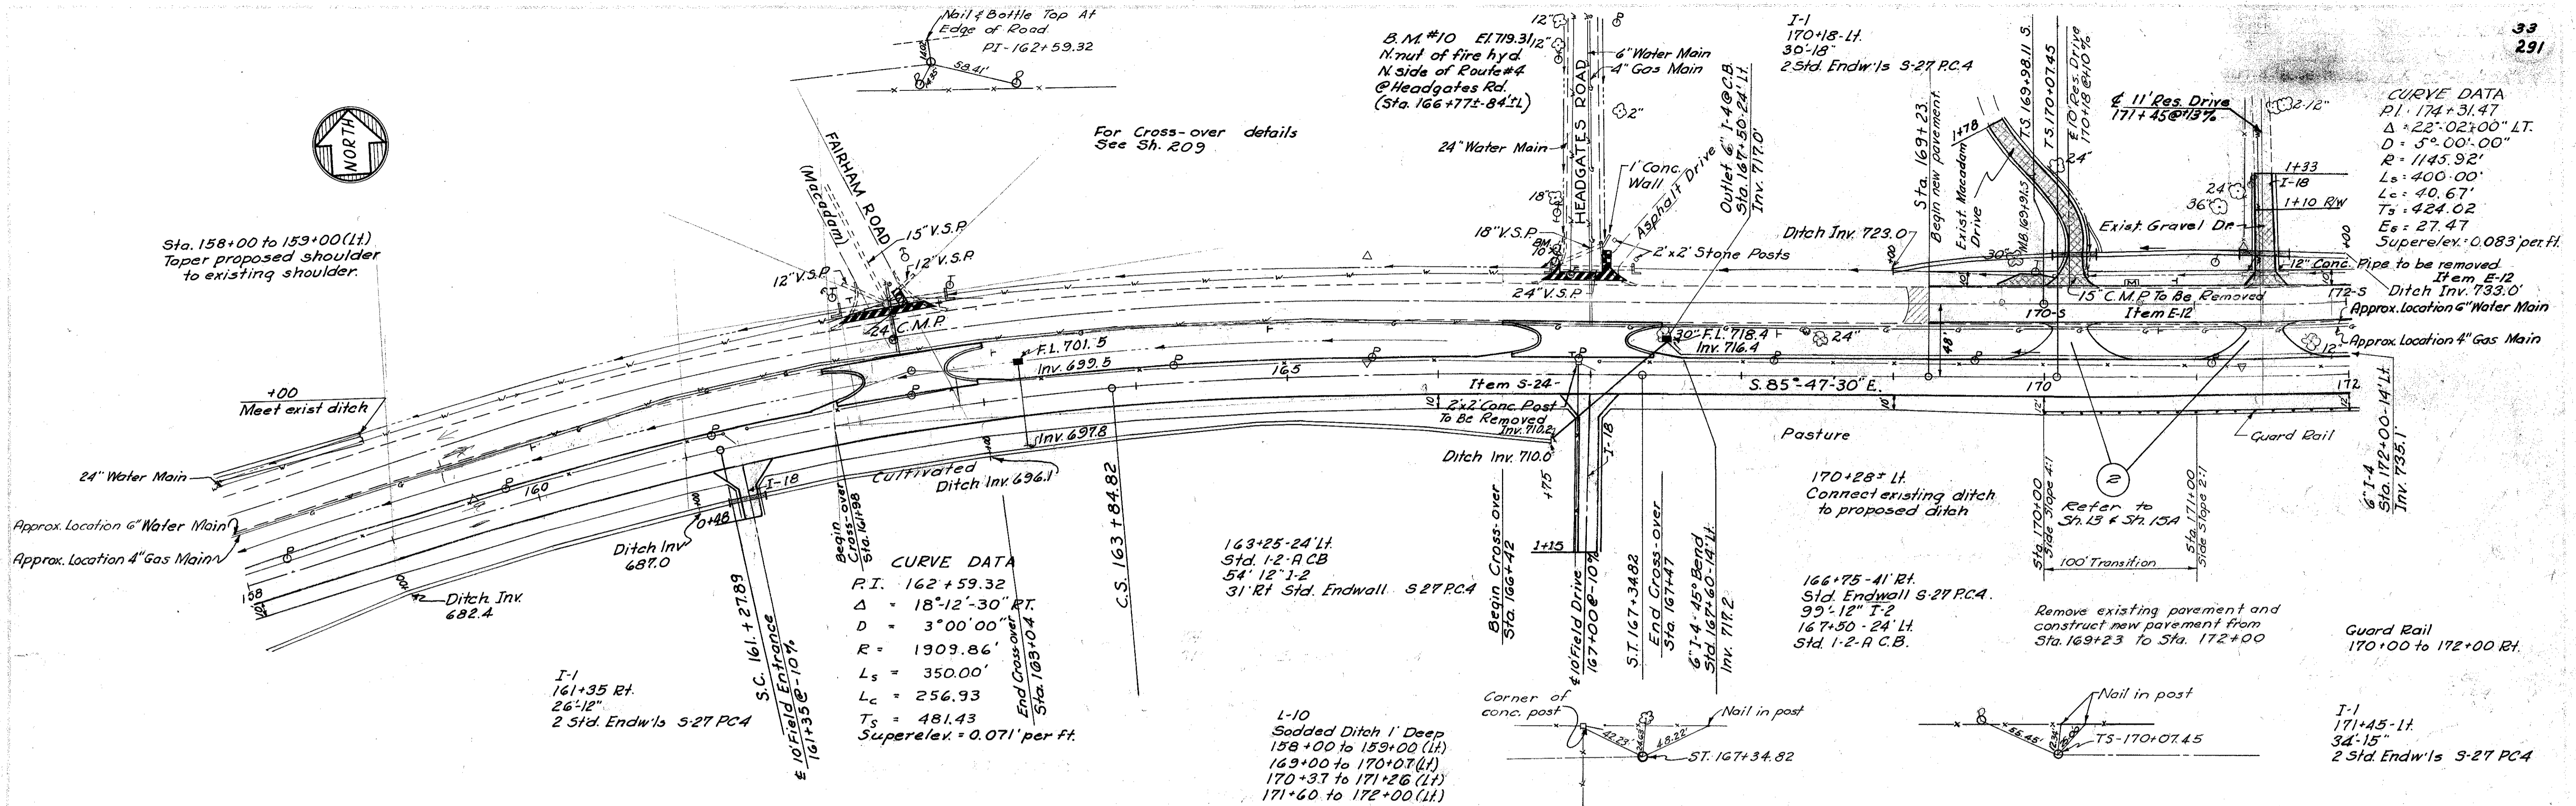 33
291
Nail & Bottle Top At
Edge of Road
PI-162+59.32
58.41'
NORTH
For Cross-over details
See Sh. 209
B.M.#10 El. 719.31
N. nut of fire hyd.
N. side of Route #4
@ Headgates Rd.
(Sta. 166+77±-84'±L)
12"
12"
6" Water Main
4" Gas Main
HEADGATES ROAD
2"
24" Water Main
18"
1' Conc.
Wall
Asphalt Drive
Outlet 6" I-4@C.B.
Sta. 167+50-24' Lt.
Inv. 717.0'
18" V.S.P.
2'x2' Stone Posts
24" V.S.P.
I-1
170+18-Lt.
30'-18"
2 Std. Endw'ls S-27 P.C.4
Sta. 169+23
Begin new pavement.
Exist. Macadam
Drive
1+78
T.S. 169+98.11 S.
T.S. 170+07.45
₵ 10' Res. Drive
170+18@+10%
24"
30"
₵ 11' Res. Drive
171+45@+13%
2-12"
CURVE DATA
P.I. = 174+31.47
Δ = 22°-02'-00" LT.
D = 5°-00'-00"
R = 1145.92'
Ls = 400.00'
Lc = 40.67'
Ts = 424.02
Es = 27.47
Superelev. = 0.083' per ft.
1+33
I-18
1+10 R/W
24"
36"
Exist. Gravel Dr.
+00
12" Conc. Pipe to be removed
Item E-12
Ditch Inv. 733.0'
172-S
Approx. Location 6" Water Main
Approx. Location 4" Gas Main
12"
15" C.M.P. To Be Removed
Item E-12
170-S
Ditch Inv. 723.0
+00
FAIRHAM ROAD
(Macadam)
15" V.S.P.
12" V.S.P.
12" V.S.P.
24" C.M.P.
Sta. 158+00 to 159+00 (Lt.)
Taper proposed shoulder
to existing shoulder.
F.L. 701.5
Inv. 699.5
165
30" F.L. 718.4
Inv. 716.4
24"
48'
Item S-24
2'x2' Conc. Post
To Be Removed
Inv. 710.2
S. 85°-47'-30" E.
170
172
+00
Meet exist ditch
24" Water Main
160
Inv. 697.8
Cultivated
Ditch Inv. 696.1
+10
Ditch Inv. 710.0
+75
I-18
Pasture
Guard Rail
170+28± Lt.
Connect existing ditch
to proposed ditch
2
Refer to
Sh. 13 & Sh. 15A
Sta. 170+00
Side Slope 4:1
Sta. 171+00
Side Slope 2:1
100' Transition
6" I-4
Sta. 172+00-14' Lt.
Inv. 735.1'
Approx. Location 6" Water Main
Approx. Location 4" Gas Main
158
+00
Ditch Inv.
682.4
Ditch Inv
687.0
+00
0+48
I-18
Begin
Cross-over
Sta. 161+98
S.C. 161+27.89
₵ 10' Field Entrance
161+35@-10%
CURVE DATA
P.I. 162+59.32
Δ = 18°-12'-30" RT.
D = 3°00'00"
R = 1909.86'
Ls = 350.00'
Lc = 256.93
Ts = 481.43
Superelev. = 0.071' per ft.
End Cross-over
Sta. 163+04
C.S. 163+84.82
I-1
161+35 Rt.
26'-12"
2 Std. Endw'ls S-27 PC4
163+25-24' Lt.
Std. I-2-A CB
54' 12" I-2
31' Rt Std. Endwall S27 PC4
Begin Cross-over
Sta. 166+42
1+15
₵ 10' Field Drive
167+00@-10%
S.T. 167+34.82
End Cross-over
Sta. 167+47
6" I-4-45° Bend
Std. 167+60-14' Lt.
Inv. 717.2
166+75-41' Rt.
Std. Endwall S-27 P.C.4.
99'-12" I-2
167+50-24' Lt.
Std. I-2-A C.B.
Remove existing pavement and
construct new pavement from
Sta. 169+23 to Sta. 172+00
Guard Rail
170+00 to 172+00 Rt.
L-10
Sodded Ditch 1' Deep
158+00 to 159+00 (Lt)
169+00 to 170+07 (Lt)
170+37 to 171+26 (Lt)
171+60 to 172+00 (Lt)
Corner of
conc. post
Nail in post
42.23'
48.22'
ST. 167+34.82
Nail in post
56.45'
TS-170+07.45
I-1
171+45-Lt.
34'-15"
2 Std. Endw'ls S-27 PC4